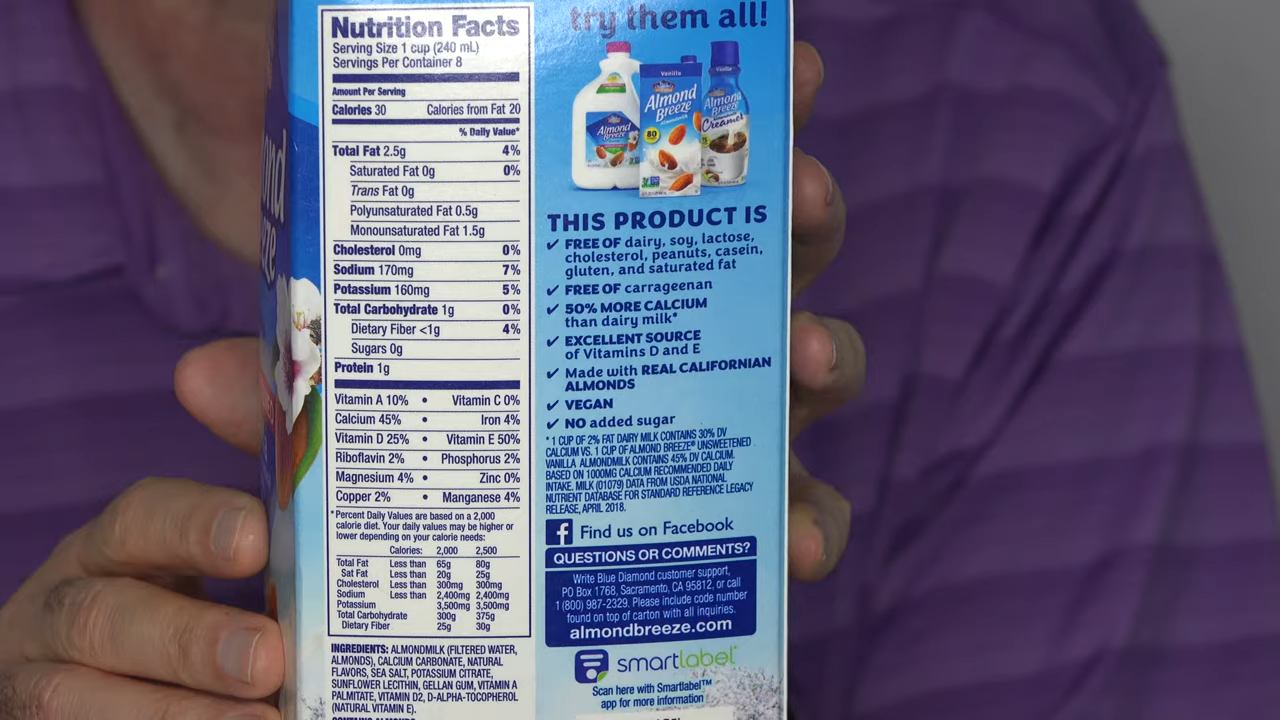 Nutrition Facts
Serving Size 1 cup (240 mL)
Servings Per Container 8
Amount Per Serving
Calories 30 Calories from Fat 20
% Daily Value*
Total Fat 2.5g 4%
Saturated Fat 0g 0%
Trans Fat 0g
Polyunsaturated Fat 0.5g
Monounsaturated Fat 1.5g
Cholesterol 0mg 0%
Sodium 170mg 7%
Potassium 160mg 5%
Total Carbohydrate 1g 0%
Dietary Fiber <1g 4%
Sugars 0g
Protein 1g
Vitamin A 10% • Vitamin C 0%
Calcium 45% • Iron 4%
Vitamin D 25% • Vitamin E 50%
Riboflavin 2% • Phosphorus 2%
Magnesium 4% • Zinc 0%
Copper 2% • Manganese 4%
*Percent Daily Values are based on a 2,000
calorie diet. Your daily values may be higher or
lower depending on your calorie needs:
Calories: 2,000 2,500
Total Fat Less than 65g 80g
Sat Fat Less than 20g 25g
Cholesterol Less than 300mg 300mg
Sodium Less than 2,400mg 2,400mg
Potassium 3,500mg 3,500mg
Total Carbohydrate 300g 375g
Dietary Fiber 25g 30g
INGREDIENTS: ALMONDMILK (FILTERED WATER,
ALMONDS), CALCIUM CARBONATE, NATURAL
FLAVORS, SEA SALT, POTASSIUM CITRATE,
SUNFLOWER LECITHIN, GELLAN GUM, VITAMIN A
PALMITATE, VITAMIN D2, D-ALPHA-TOCOPHEROL
(NATURAL VITAMIN E).
CONTAINS ALMONDS
try them all!
Almond
Breeze
Vanilla
Almond
Breeze
almondmilk
80
Vanilla
Almond
Breeze
Creamer
THIS PRODUCT IS
✓ FREE OF dairy, soy, lactose,
cholesterol, peanuts, casein,
gluten, and saturated fat
✓ FREE OF carrageenan
✓ 50% MORE CALCIUM
than dairy milk*
✓ EXCELLENT SOURCE
of Vitamins D and E
✓ Made with REAL CALIFORNIAN
ALMONDS
✓ VEGAN
✓ NO added sugar
* 1 CUP OF 2% FAT DAIRY MILK CONTAINS 30% DV
CALCIUM VS. 1 CUP OF ALMOND BREEZE® UNSWEETENED
VANILLA ALMONDMILK CONTAINS 45% DV CALCIUM.
BASED ON 1000MG CALCIUM RECOMMENDED DAILY
INTAKE. MILK (01079) DATA FROM USDA NATIONAL
NUTRIENT DATABASE FOR STANDARD REFERENCE LEGACY
RELEASE, APRIL 2018.
f Find us on Facebook
QUESTIONS OR COMMENTS?
Write Blue Diamond customer support,
PO Box 1768, Sacramento, CA 95812, or call
1 (800) 987-2329. Please include code number
found on top of carton with all inquiries.
almondbreeze.com
smartlabel
Scan here with Smartlabel™
app for more information